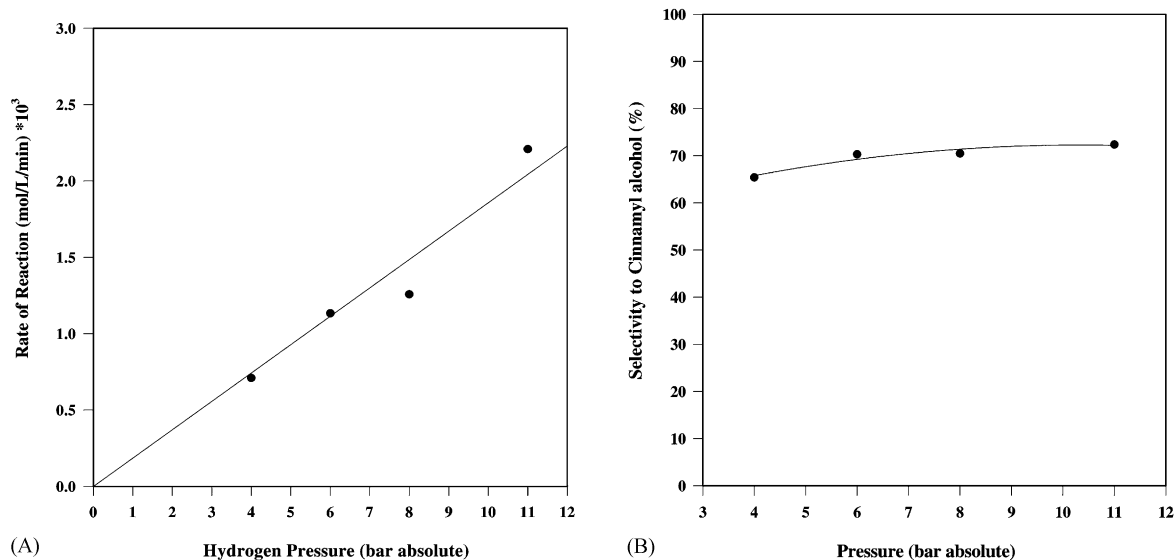 Rate of Reaction (mol/L/min) *10³
3.0
2.5
2.0
1.5
1.0
0.5
0.0
0 1 2 3 4 5 6 7 8 9 10 11 12
(A)
Hydrogen Pressure (bar absolute)
Selectivity to Cinnamyl alcohol (%)
100
90
80
70
60
50
40
30
20
10
0
3 4 5 6 7 8 9 10 11 12
(B)
Pressure (bar absolute)